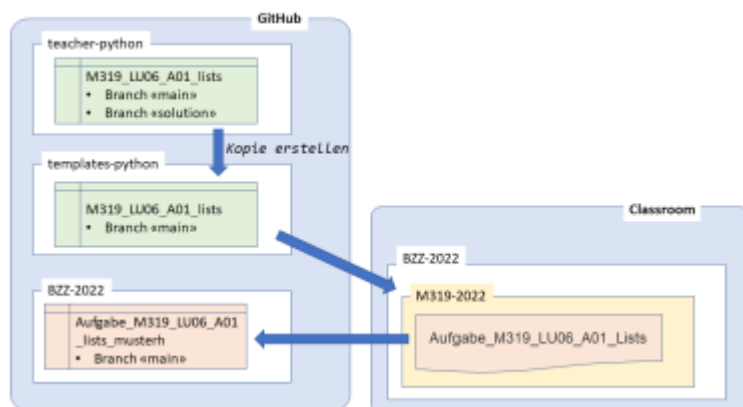 GitHub
teacher-python
M319_LU06_A01_lists
• Branch «main»
• Branch «solution»
Kopie erstellen
templates-python
M319_LU06_A01_lists
• Branch «main»
BZZ-2022
Aufgabe_M319_LU06_A01
_lists_musterh
• Branch «main»
Classroom
BZZ-2022
M319-2022
Aufgabe_M319_LU06_A01_Lists